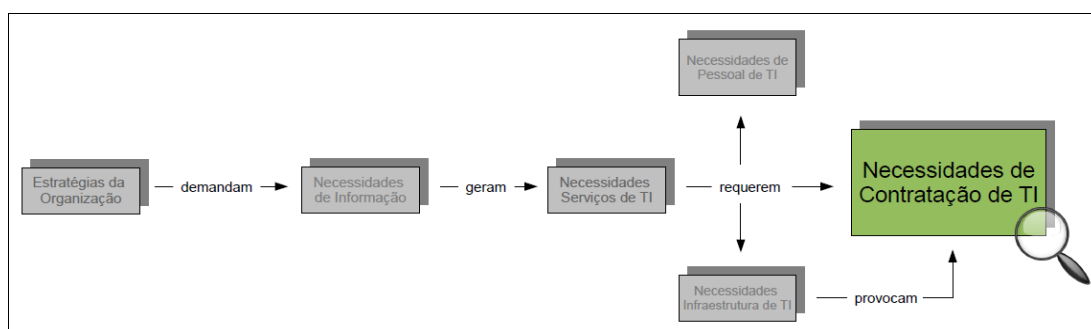 Necessidades de
Pessoal de TI
Estratégias da
Organização
demandam
Necessidades
de Informação
geram
Necessidades
Serviços de TI
requerem
Necessidades de
Contratação de TI
Necessidades
Infraestrutura de TI
provocam